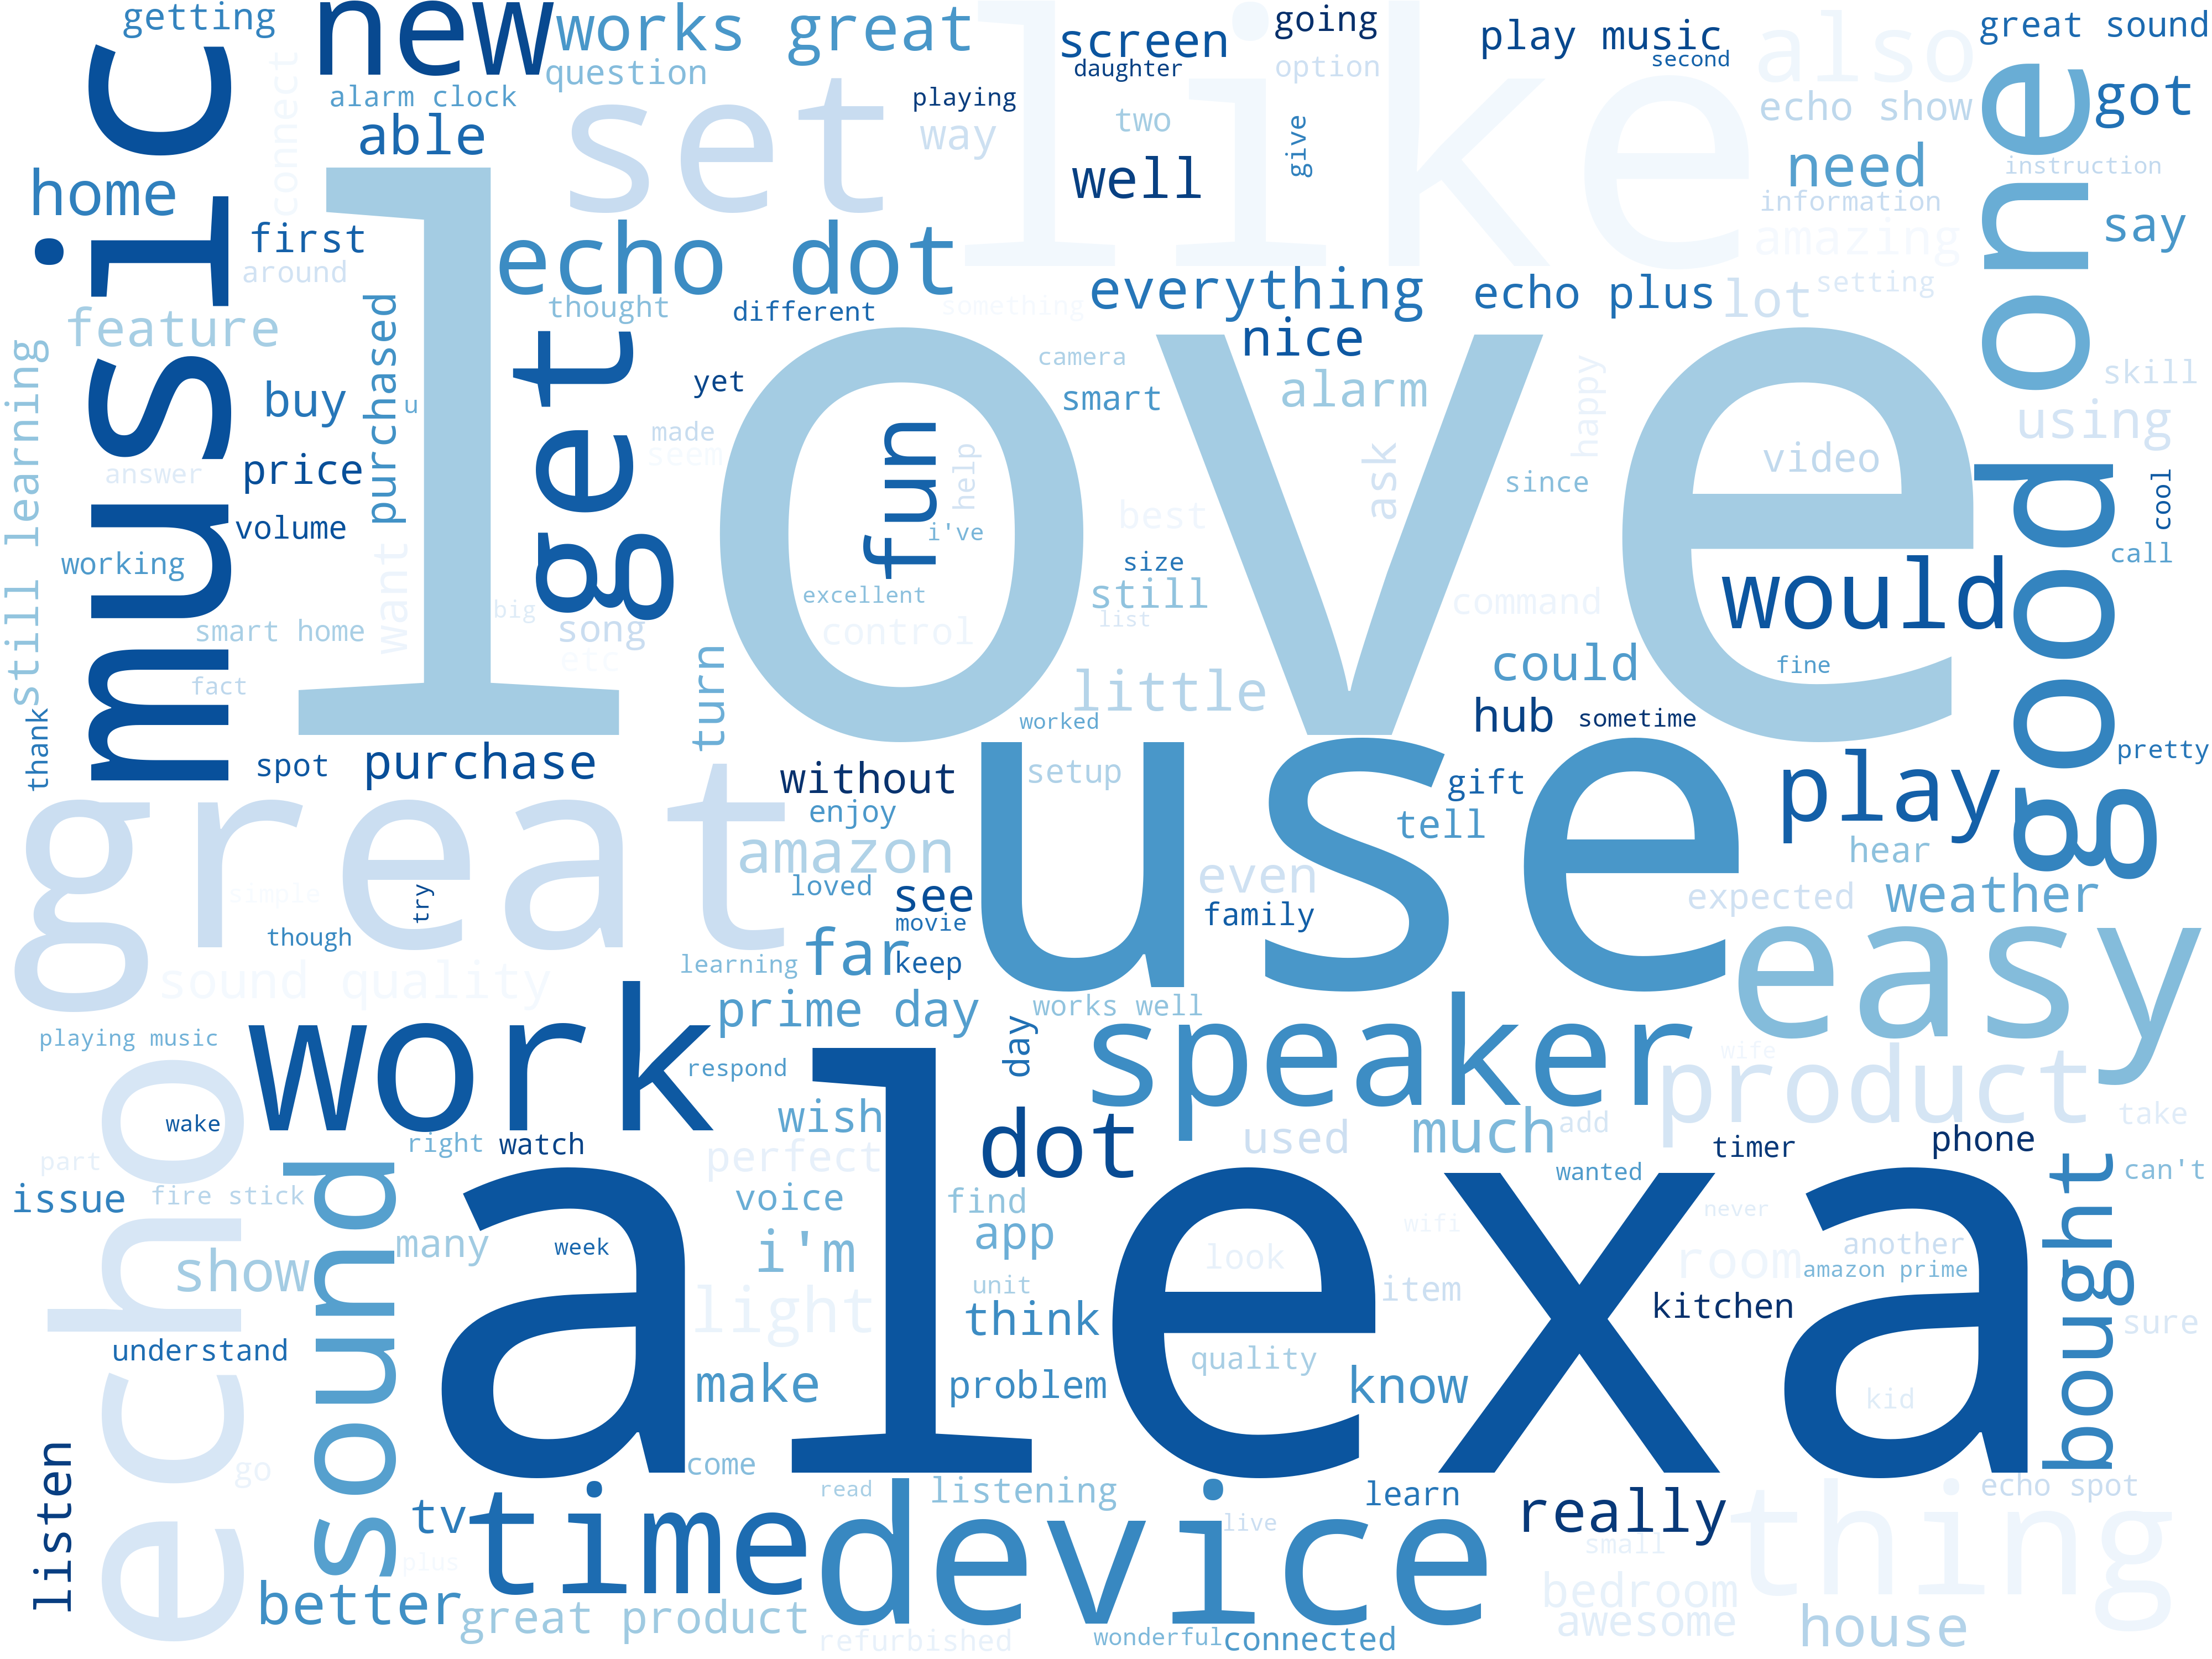 getting
new
works great
like
screen
going
play music
also
great sound
music
connect
question
daughter
option
second
one
alarm clock
set
playing
echo show
got
able
way
two
give
home
well
need
instruction
love
information
first
echo dot
amazing
say
around
everything
echo plus
lot
setting
feature
purchased
thought
different
something
nice
still learning
get
camera
happy
skill
buy
u
yet
smart
alarm
using
made
fun
seem
help
ask
video
good
answer
price
since
cool
volume
want
i've
best
working
size
call
big
excellent
still
command
would
smart home
song
control
list
etc
could
fine
fact
turn
little
thank
worked
hub
sometime
spot
purchase
without
use
setup
gift
play
pretty
great
enjoy
tell
amazon
hear
simple
try
loved
see
even
expected
weather
movie
family
though
far
easy
sound quality
learning
keep
work
prime day
works well
playing music
day
speaker
echo
respond
alexa
wife
product
wake
wish
dot
used
much
add
take
right
watch
timer
phone
part
perfect
wanted
bought
can't
issue
fire stick
sound
voice
find
never
many
week
i'm
app
wifi
another
show
look
room
amazon prime
light
unit
item
kitchen
think
sure
understand
quality
make
problem
know
kid
listen
go
come
time
read
device
listening
learn
really
thing
echo spot
tv
live
plus
small
better
great product
bedroom
awesome
house
refurbished
wonderful
connected